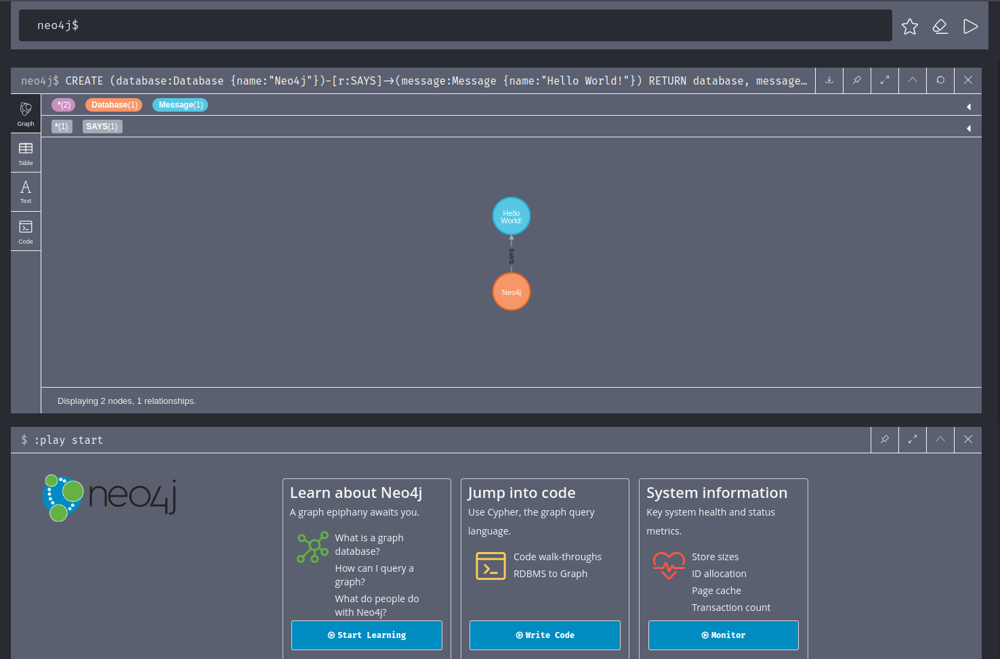 neo4j$
neo4j$ CREATE (database:Database {name:"Neo4j"})-[r:SAYS]->(message:Message {name:"Hello World!"}) RETURN database, message…
Graph
*(2) Database(1) Message(1)
*(1) SAYS(1)
Table
Text
Code
Hello
World!
SAYS
Neo4j
Displaying 2 nodes, 1 relationships.
$ :play start
neo4j
Learn about Neo4j
A graph epiphany awaits you.
What is a graph
database?
How can I query a
graph?
What do people do
with Neo4j?
Start Learning
Jump into code
Use Cypher, the graph query
language.
Code walk-throughs
RDBMS to Graph
Write Code
System information
Key system health and status
metrics.
Store sizes
ID allocation
Page cache
Transaction count
Monitor